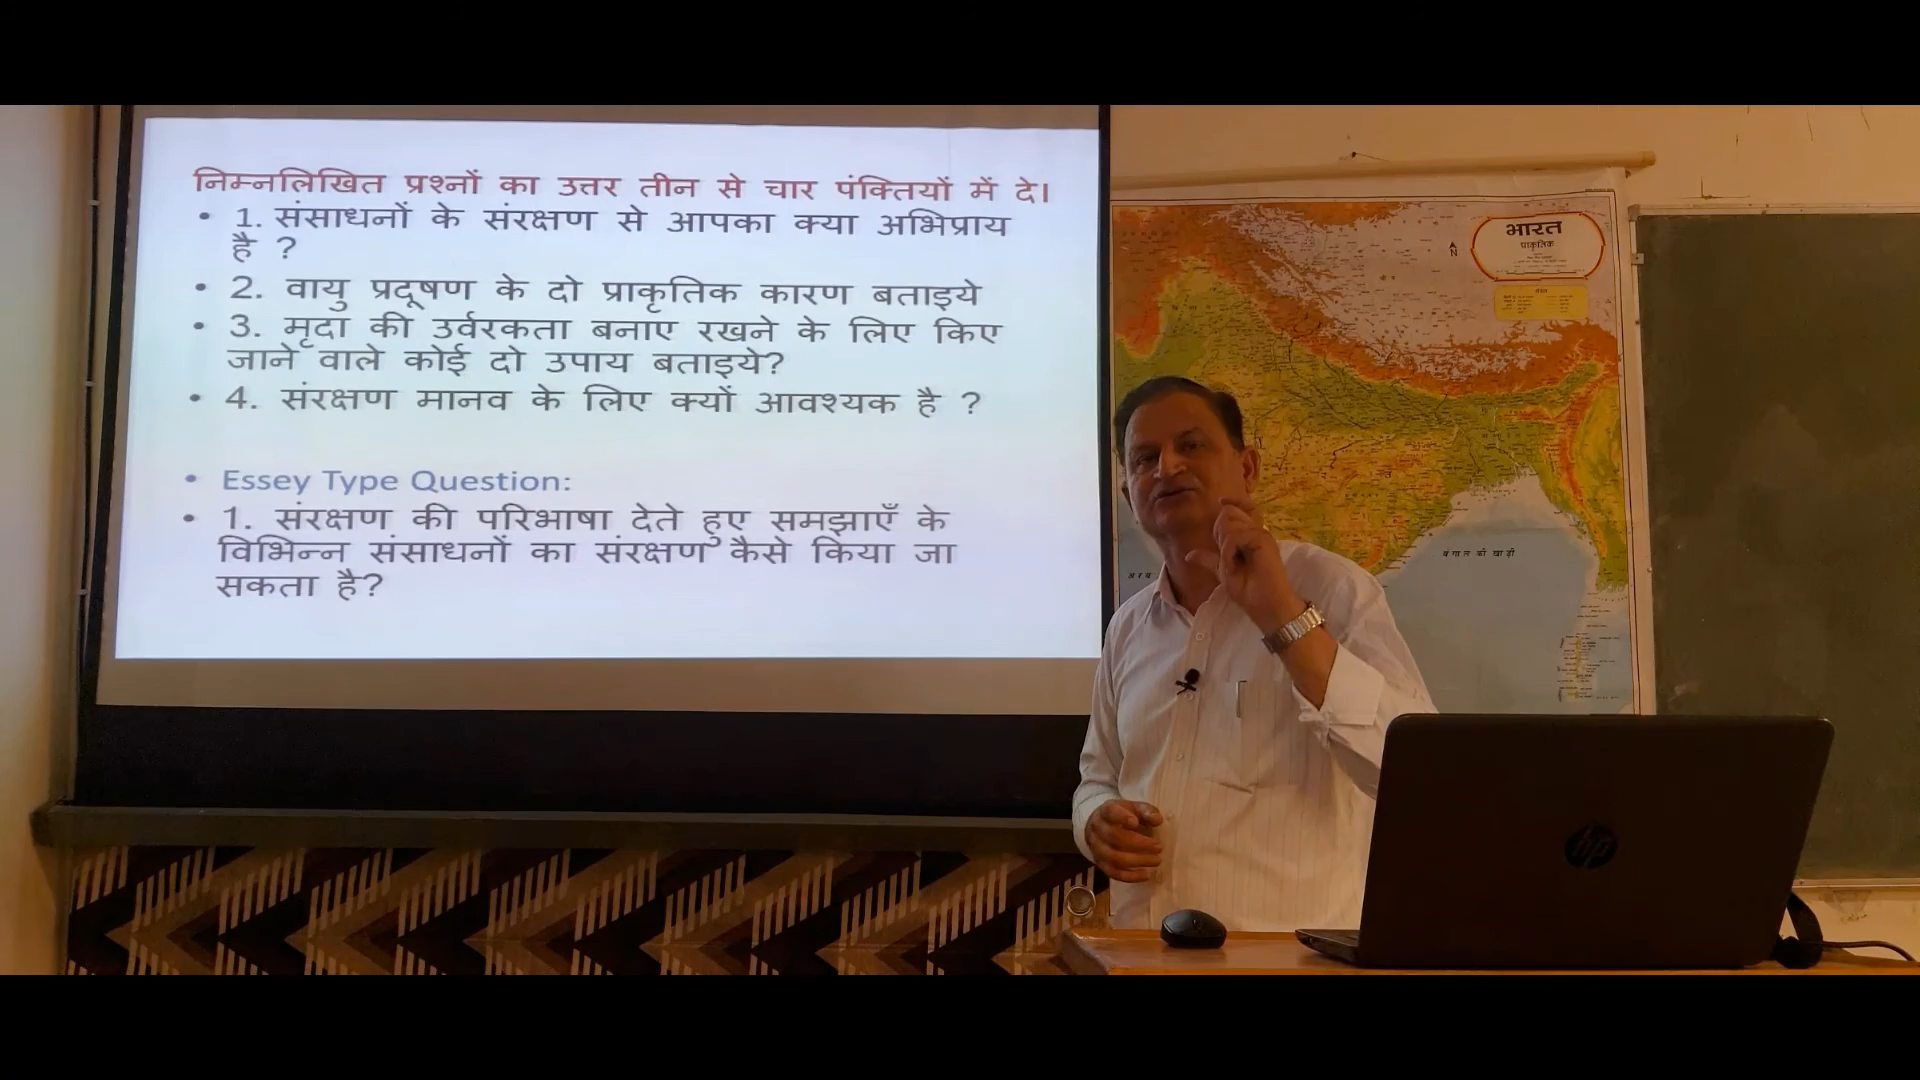 निम्नलिखित प्रश्नों का उत्तर तीन से चार पंक्तियों में दे।
• 1. संसाधनों के संरक्षण से आपका क्या अभिप्राय
है ?
• 2. वायु प्रदूषण के दो प्राकृतिक कारण बताइये
• 3. मृदा की उर्वरकता बनाए रखने के लिए किए
जाने वाले कोई दो उपाय बताइये?
• 4. संरक्षण मानव के लिए क्यों आवश्यक है ?
• Essey Type Question:
• 1. संरक्षण की परिभाषा देते हुए समझाएँ के
विभिन्न संसाधनों का संरक्षण कैसे किया जा
सकता है?
भारत
प्राकृतिक
N
बंगाल की खाड़ी
अरब
hp